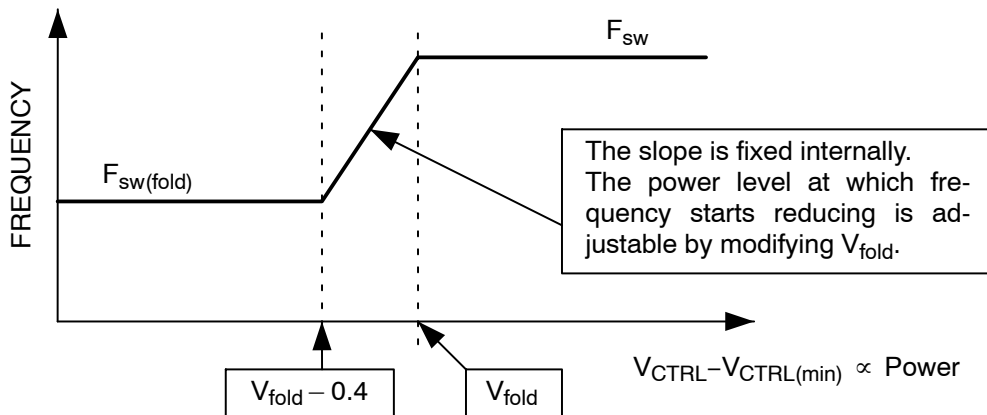 F_sw
FREQUENCY
F_sw(fold)
The slope is fixed internally.
The power level at which fre-
quency starts reducing is ad-
justable by modifying V_fold.
V_fold – 0.4
V_fold
V_CTRL–V_CTRL(min) ∝ Power